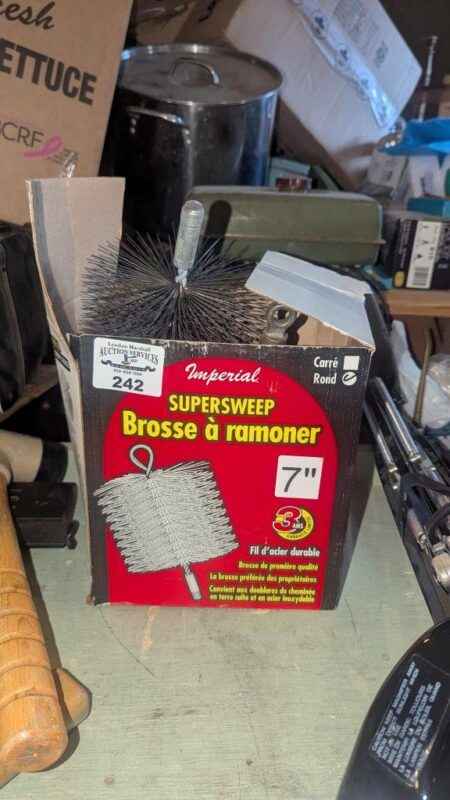 esh
ETTUCE
CRF
Lyndon Marshall
AUCTION SERVICES
242
Imperial
SUPERSWEEP
Brosse à ramoner
Carré
Rond
7"
3
ANS
Fil d'acier durable
Brosse de première qualité
La brosse préférée des propriétaires
Convient aux doublures de cheminée
en terre cuite et en acier inoxydable